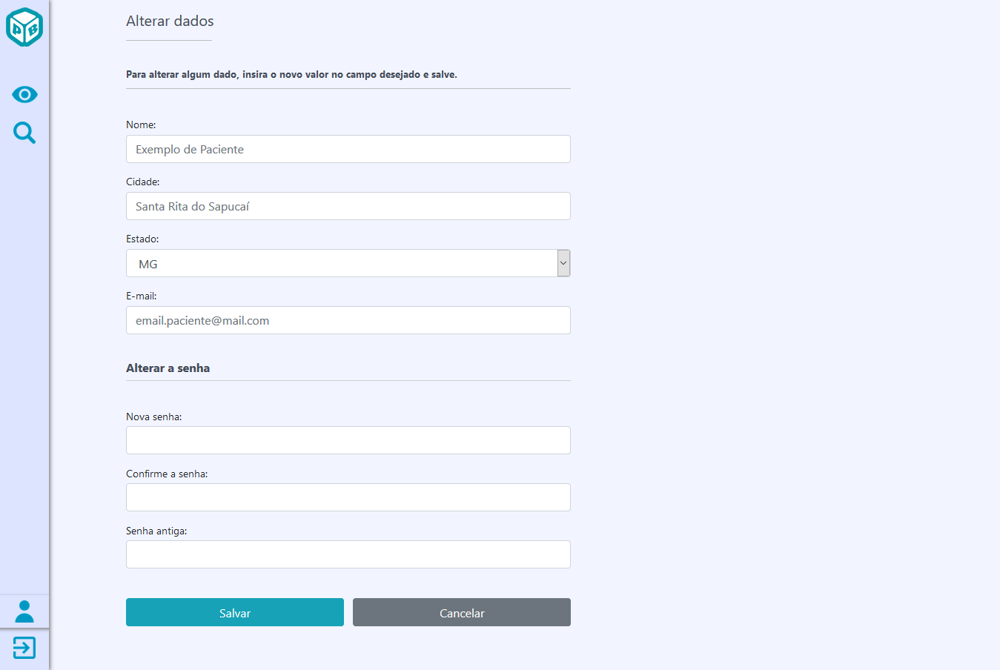 Alterar dados
Para alterar algum dado, insira o novo valor no campo desejado e salve.
Nome:
Exemplo de Paciente
Cidade:
Santa Rita do Sapucaí
Estado:
MG
E-mail:
email.paciente@mail.com
Alterar a senha
Nova senha:
Confirme a senha:
Senha antiga:
Salvar Cancelar